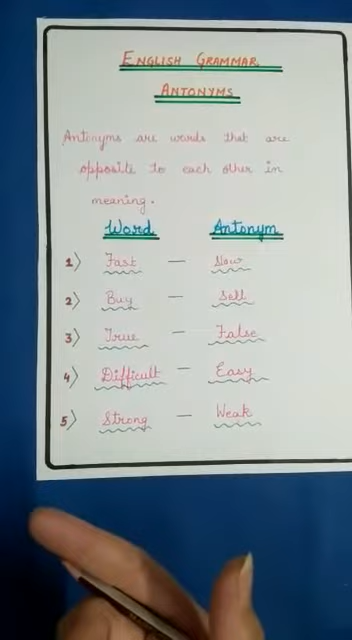 ENGLISH GRAMMAR
ANTONYMS
Antonyms are words that are
opposite to each other in
meaning.
Word Antonym
1) Fast — Slow
2) Buy — Sell
3) True — False
4) Difficult — Easy
5) Strong — Weak